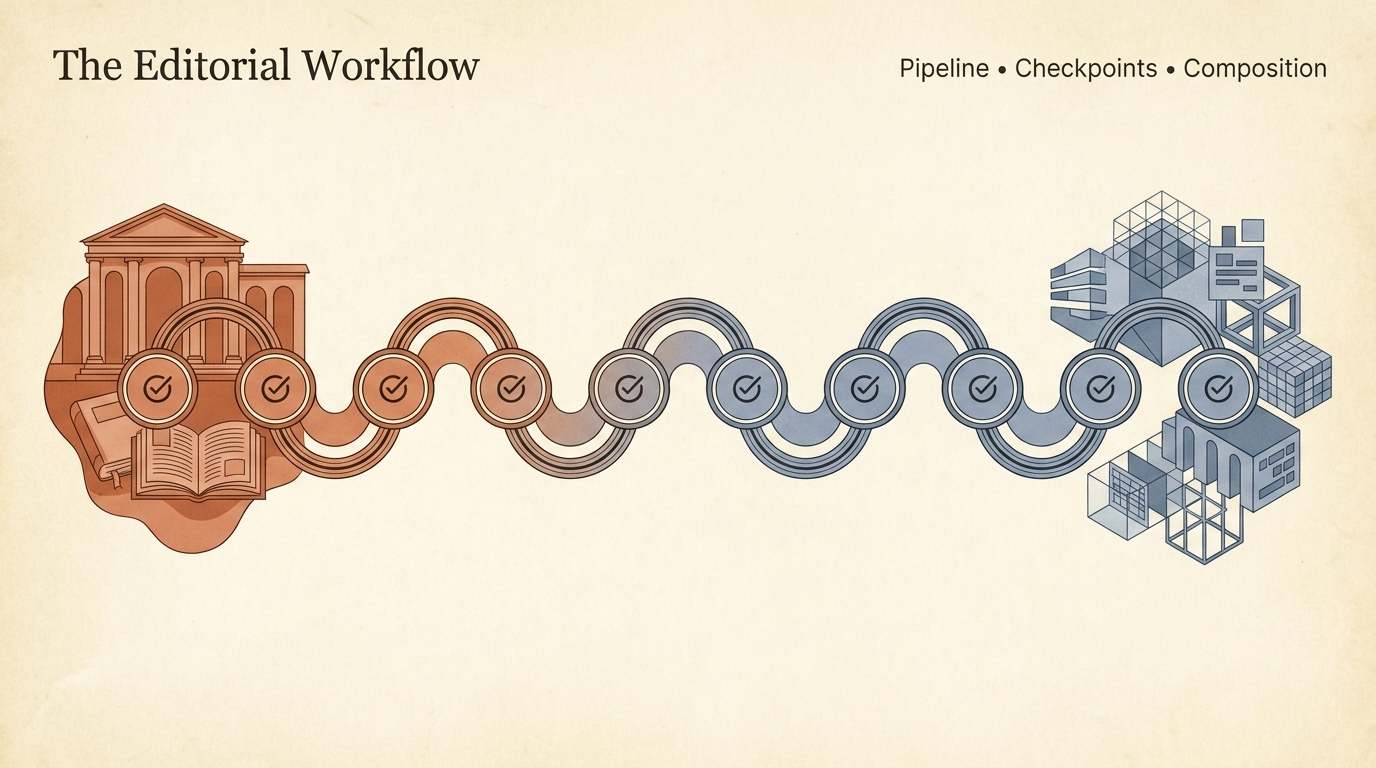 The Editorial Workflow
Pipeline • Checkpoints • Composition